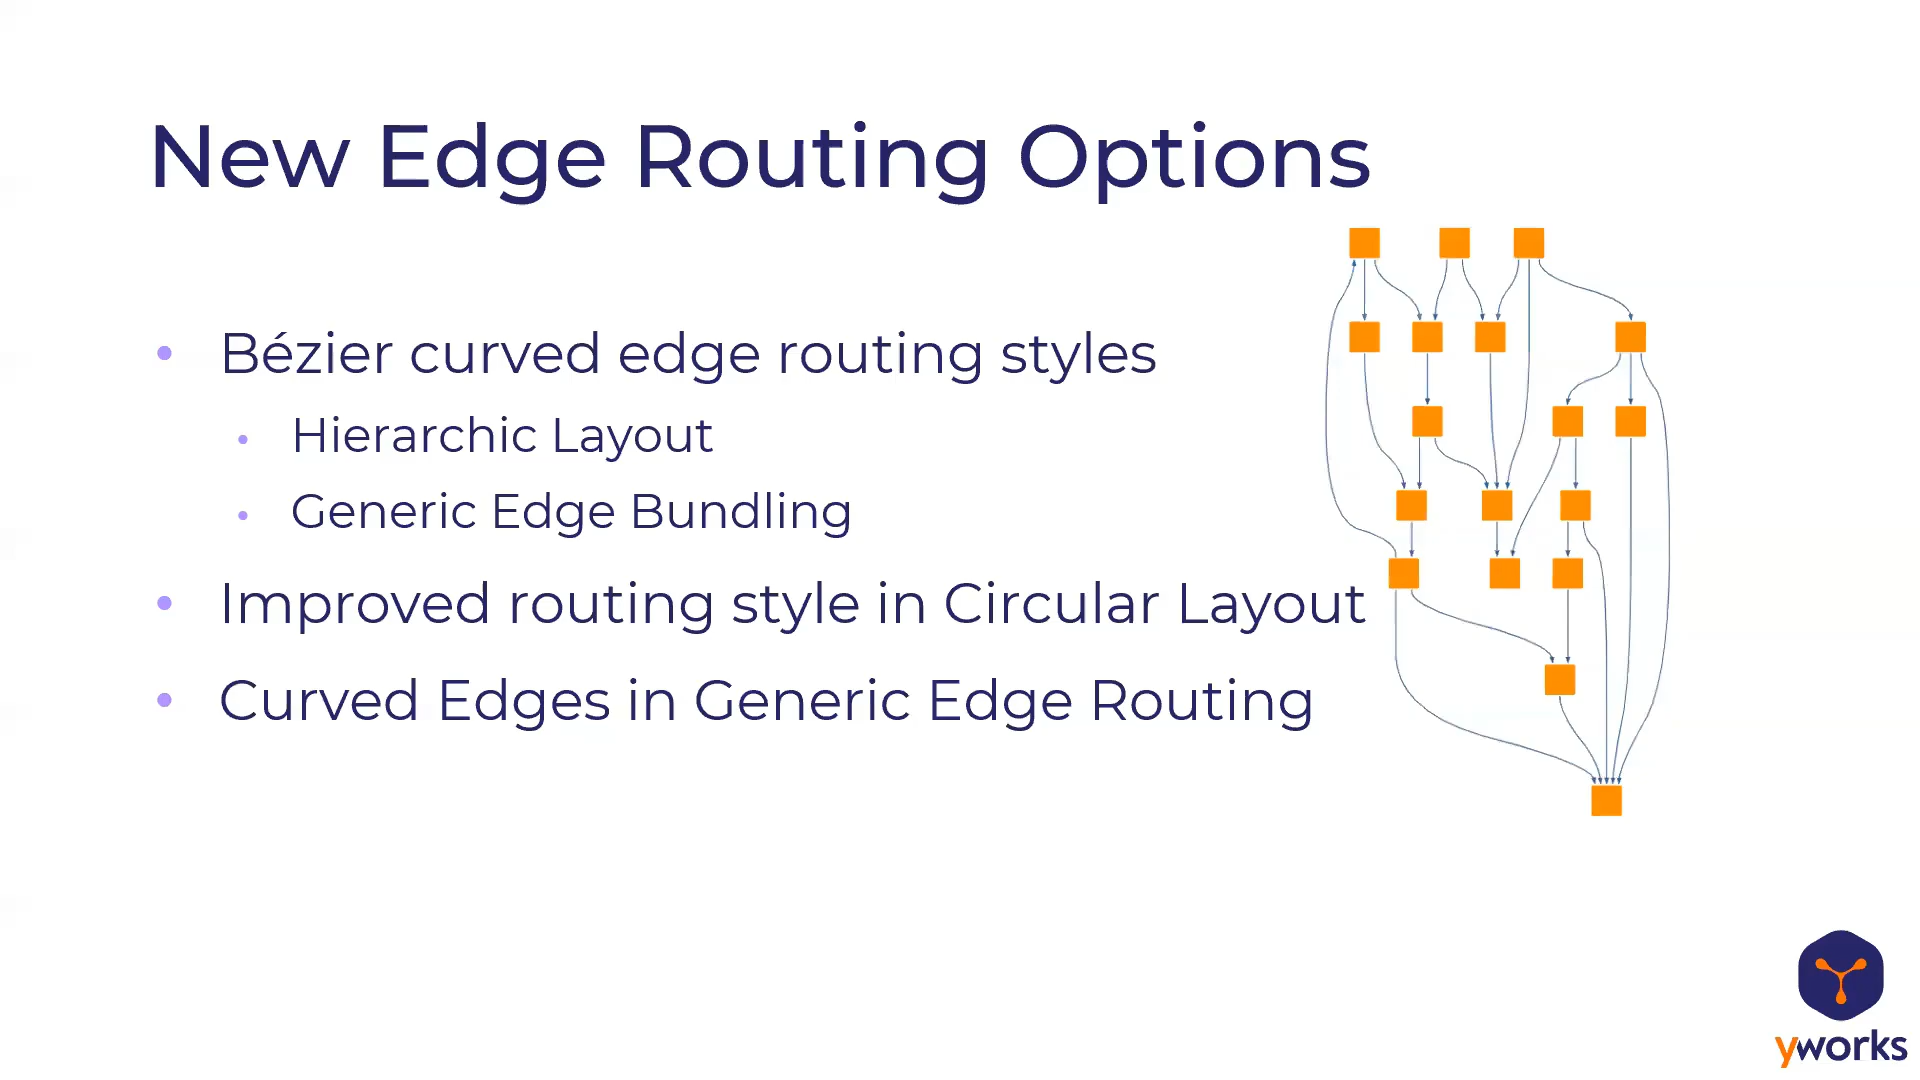 New Edge Routing Options
• Bézier curved edge routing styles
• Hierarchic Layout
• Generic Edge Bundling
• Improved routing style in Circular Layout
• Curved Edges in Generic Edge Routing
yworks